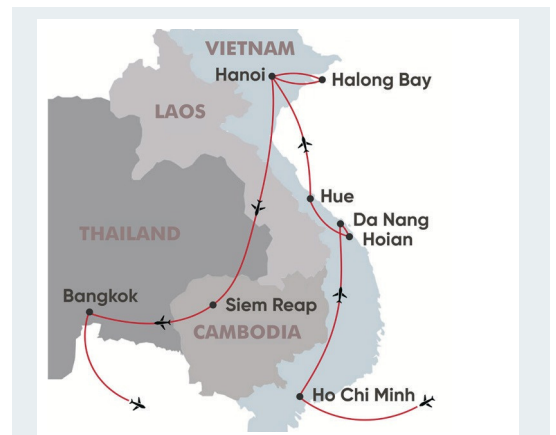 VIETNAM
Hanoi
Halong Bay
LAOS
Hue
Da Nang
Hoian
THAILAND
Bangkok
Siem Reap
CAMBODIA
Ho Chi Minh